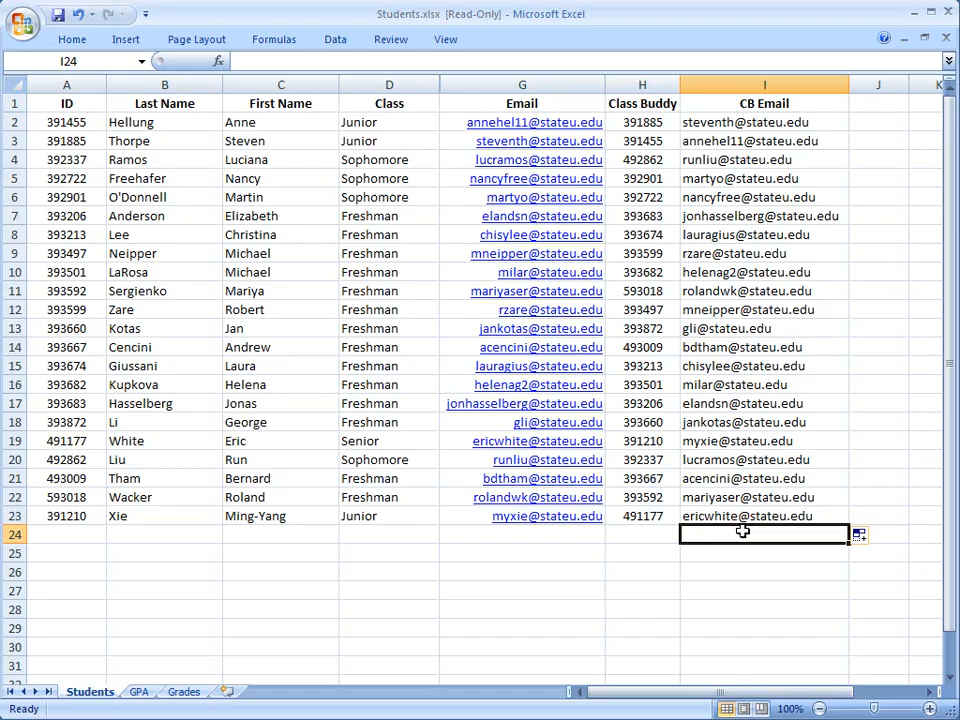 Students.xlsx [Read-Only] - Microsoft Excel
Home Insert Page Layout Formulas Data Review View
I24 fx
A B C D G H I J K
1 ID Last Name First Name Class Email Class Buddy CB Email
2 391455 Hellung Anne Junior annehel11@stateu.edu 391885 steventh@stateu.edu
3 391885 Thorpe Steven Junior steventh@stateu.edu 391455 annehel11@stateu.edu
4 392337 Ramos Luciana Sophomore lucramos@stateu.edu 492862 runliu@stateu.edu
5 392722 Freehafer Nancy Sophomore nancyfree@stateu.edu 392901 martyo@stateu.edu
6 392901 O'Donnell Martin Sophomore martyo@stateu.edu 392722 nancyfree@stateu.edu
7 393206 Anderson Elizabeth Freshman elandsn@stateu.edu 393683 jonhasselberg@stateu.edu
8 393213 Lee Christina Freshman chisylee@stateu.edu 393674 lauragius@stateu.edu
9 393497 Neipper Michael Freshman mneipper@stateu.edu 393599 rzare@stateu.edu
10 393501 LaRosa Michael Freshman milar@stateu.edu 393682 helenag2@stateu.edu
11 393592 Sergienko Mariya Freshman mariyaser@stateu.edu 593018 rolandwk@stateu.edu
12 393599 Zare Robert Freshman rzare@stateu.edu 393497 mneipper@stateu.edu
13 393660 Kotas Jan Freshman jankotas@stateu.edu 393872 gli@stateu.edu
14 393667 Cencini Andrew Freshman acencini@stateu.edu 493009 bdtham@stateu.edu
15 393674 Giussani Laura Freshman lauragius@stateu.edu 393213 chisylee@stateu.edu
16 393682 Kupkova Helena Freshman helenag2@stateu.edu 393501 milar@stateu.edu
17 393683 Hasselberg Jonas Freshman jonhasselberg@stateu.edu 393206 elandsn@stateu.edu
18 393872 Li George Freshman gli@stateu.edu 393660 jankotas@stateu.edu
19 491177 White Eric Senior ericwhite@stateu.edu 391210 myxie@stateu.edu
20 492862 Liu Run Sophomore runliu@stateu.edu 392337 lucramos@stateu.edu
21 493009 Tham Bernard Freshman bdtham@stateu.edu 393667 acencini@stateu.edu
22 593018 Wacker Roland Freshman rolandwk@stateu.edu 393592 mariyaser@stateu.edu
23 391210 Xie Ming-Yang Junior myxie@stateu.edu 491177 ericwhite@stateu.edu
24
25
26
27
28
29
30
31
Students GPA Grades
Ready 100%